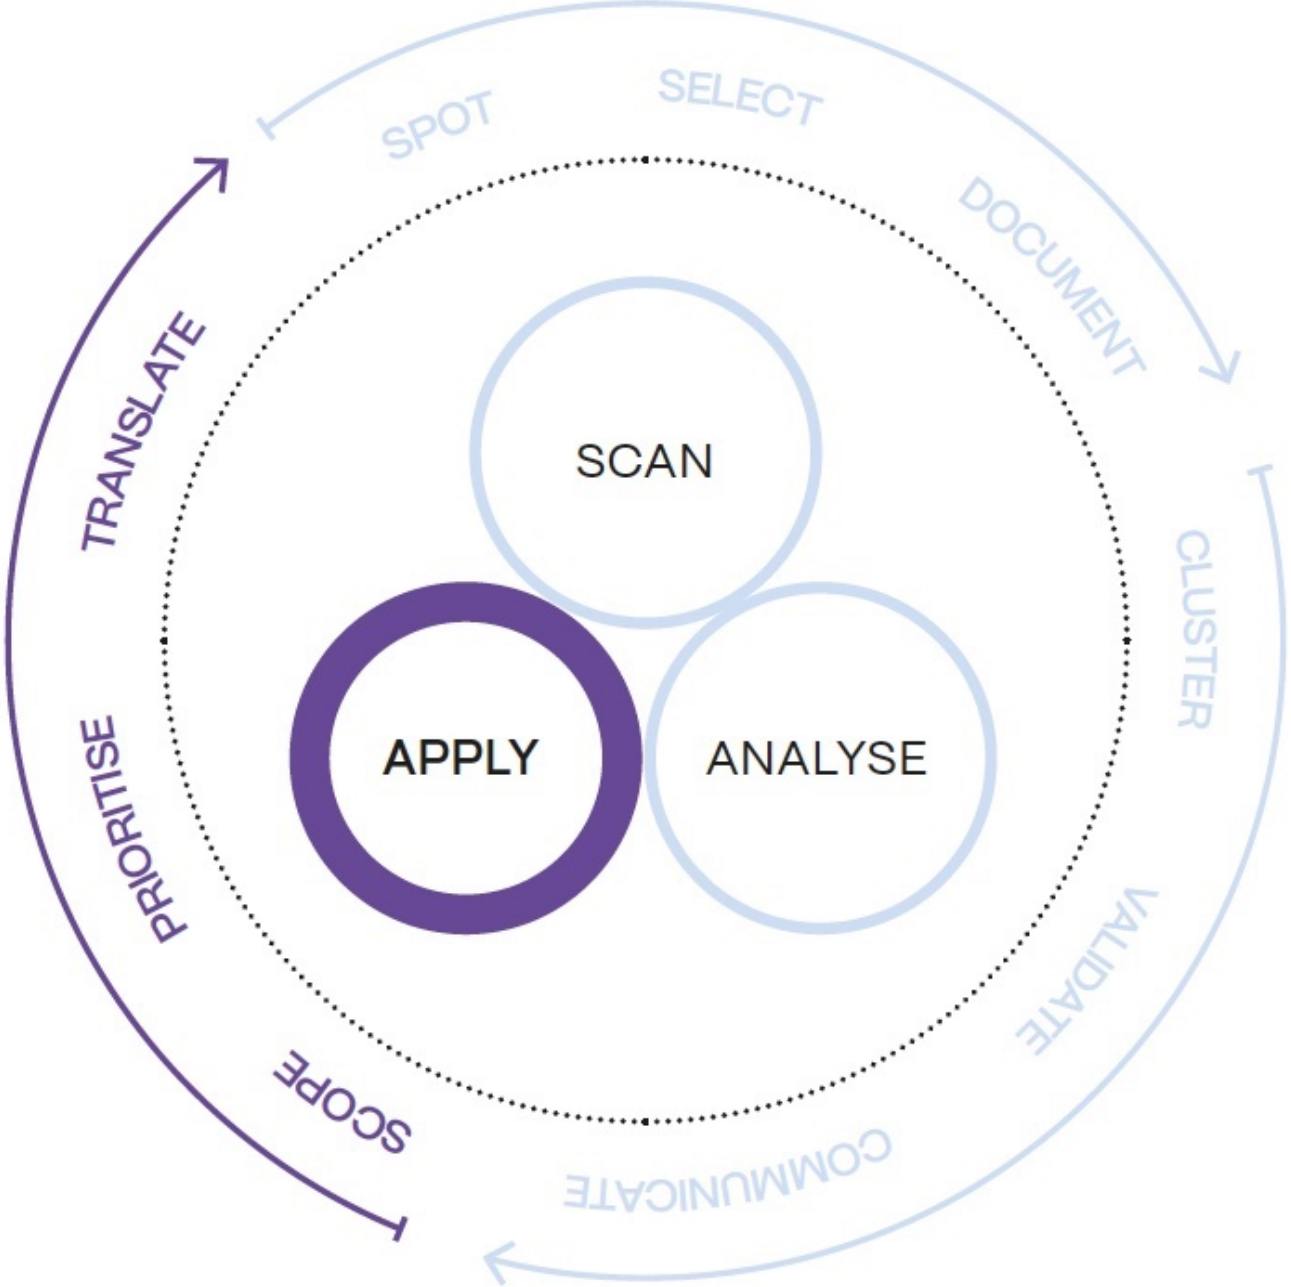 SPOT
SELECT
DOCUMENT
CLUSTER
VALIDATE
COMMUNICATE
SCOPE
PRIORITISE
TRANSLATE
SCAN
APPLY
ANALYSE